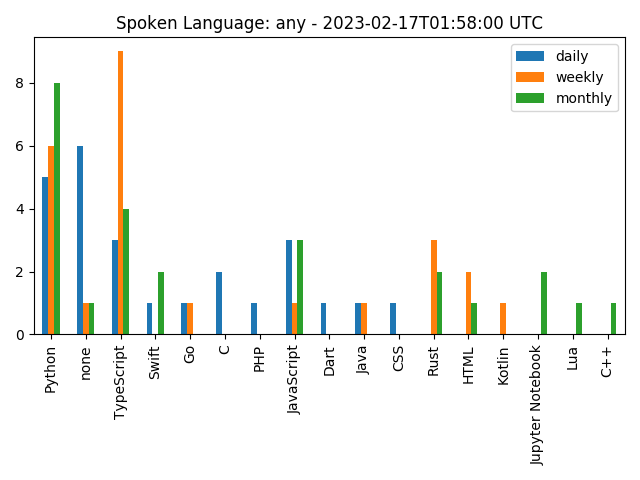 Spoken Language: any - 2023-02-17T01:58:00 UTC
daily
weekly
monthly
8
6
4
2
0
Python
none
TypeScript
Swift
Go
C
PHP
JavaScript
Dart
Java
CSS
Rust
HTML
Kotlin
Jupyter Notebook
Lua
C++